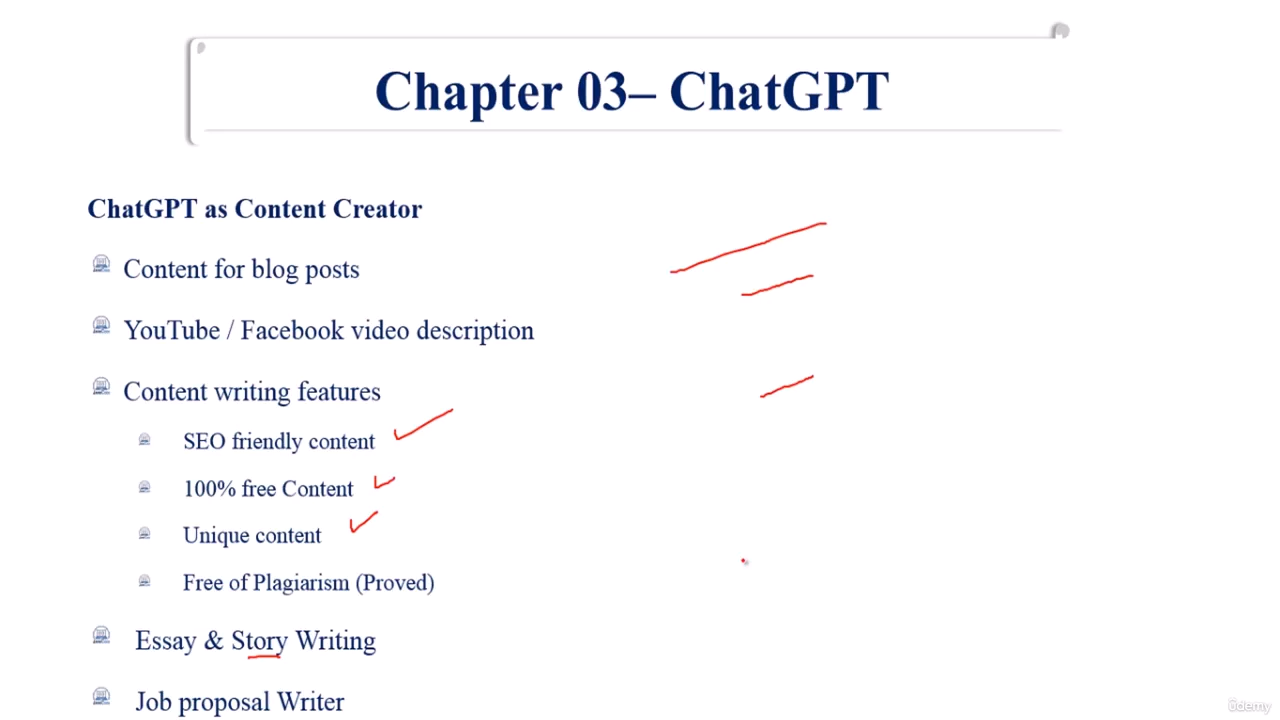 Chapter 03– ChatGPT
ChatGPT as Content Creator
Content for blog posts
YouTube / Facebook video description
Content writing features
SEO friendly content
100% free Content
Unique content
Free of Plagiarism (Proved)
Essay & Story Writing
Job proposal Writer
ûdemy